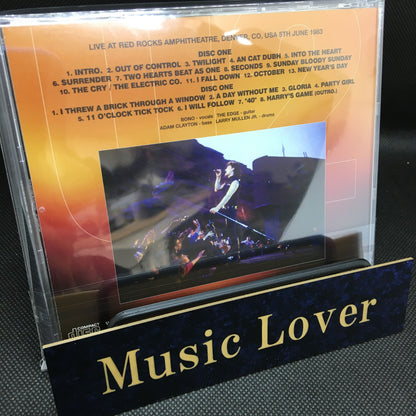 LIVE AT RED ROCKS AMPHITHEATRE, DENVER, CO, USA 5TH JUNE 1983
DISC ONE
1. INTRO. 2. OUT OF CONTROL 3. TWILIGHT 4. AN CAT DUBH 5. INTO THE HEART
6. SURRENDER 7. TWO HEARTS BEAT AS ONE 8. SECONDS 9. SUNDAY BLOODY SUNDAY
10. THE CRY / THE ELECTRIC CO. 11. I FALL DOWN 12. OCTOBER 13. NEW YEAR'S DAY
DISC ONE
1. I THREW A BRICK THROUGH A WINDOW 2. A DAY WITHOUT ME 3. GLORIA 4. PARTY GIRL
5. 11 O'CLOCK TICK TOCK 6. I WILL FOLLOW 7. "40" 8. HARRY'S GAME (OUTRO.)
BONO - vocals THE EDGE - guitar
ADAM CLAYTON - bass LARRY MULLEN JR. - drums
COMPACT
disc
Music Lover